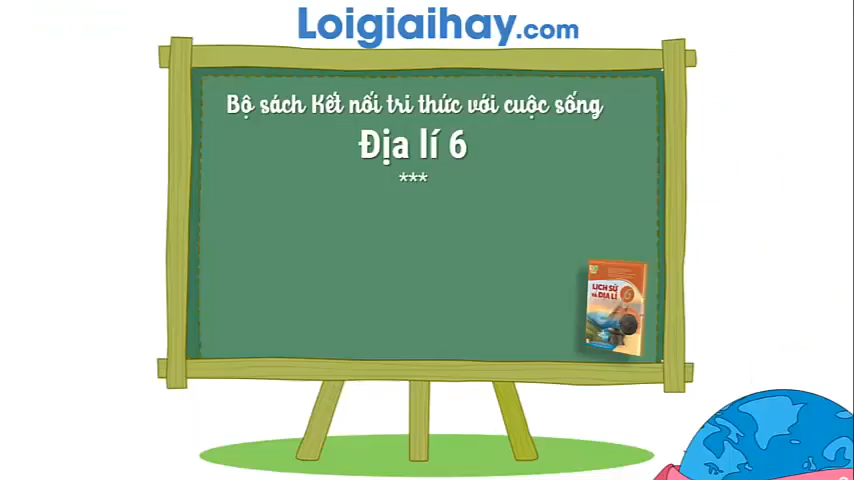 Loigiaihay.com
Bộ sách Kết nối tri thức với cuộc sống
Địa lí 6
***
LỊCH SỬ
VÀ ĐỊA LÍ
6